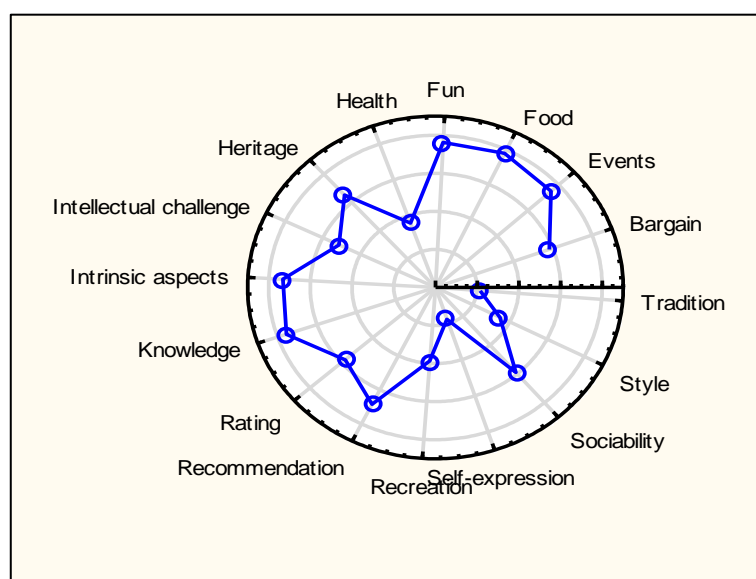 Fun
Health
Food
Heritage
Events
Intellectual challenge
Bargain
Intrinsic aspects
Tradition
Knowledge
Style
Rating
Sociability
Recommendation
Self-expression
Recreation